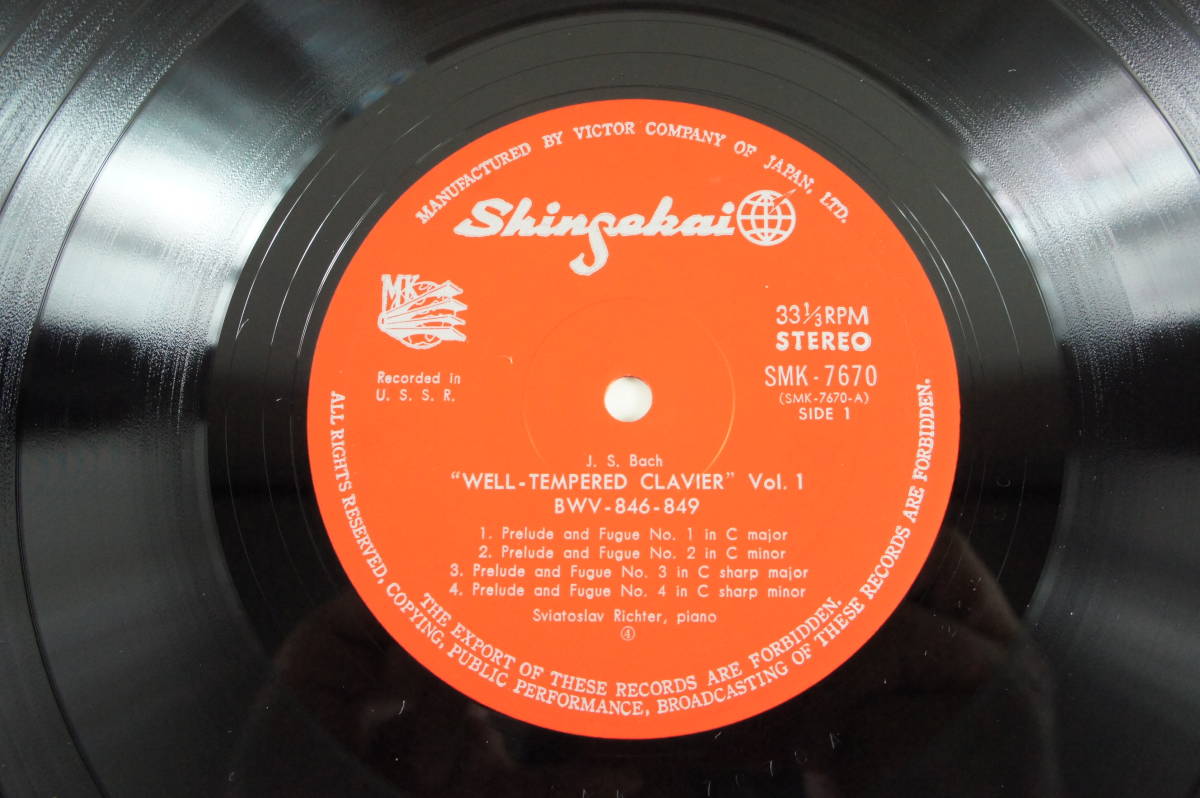 MANUFACTURED BY VICTOR COMPANY OF JAPAN, LTD.
Shinsekai
MK
33 1/3 RPM
STEREO
Recorded in
U. S. S. R.
SMK - 7670
(SMK-7670-A)
SIDE 1
J. S. Bach
"WELL-TEMPERED CLAVIER" Vol. 1
BWV-846-849
1. Prelude and Fugue No. 1 in C major
2. Prelude and Fugue No. 2 in C minor
3. Prelude and Fugue No. 3 in C sharp major
4. Prelude and Fugue No. 4 in C sharp minor
Sviatoslav Richter, piano
④
THE EXPORT OF THESE RECORDS ARE FORBIDDEN.
ALL RIGHTS RESERVED, COPYING, PUBLIC PERFORMANCE, BROADCASTING OF THESE RECORDS ARE FORBIDDEN.